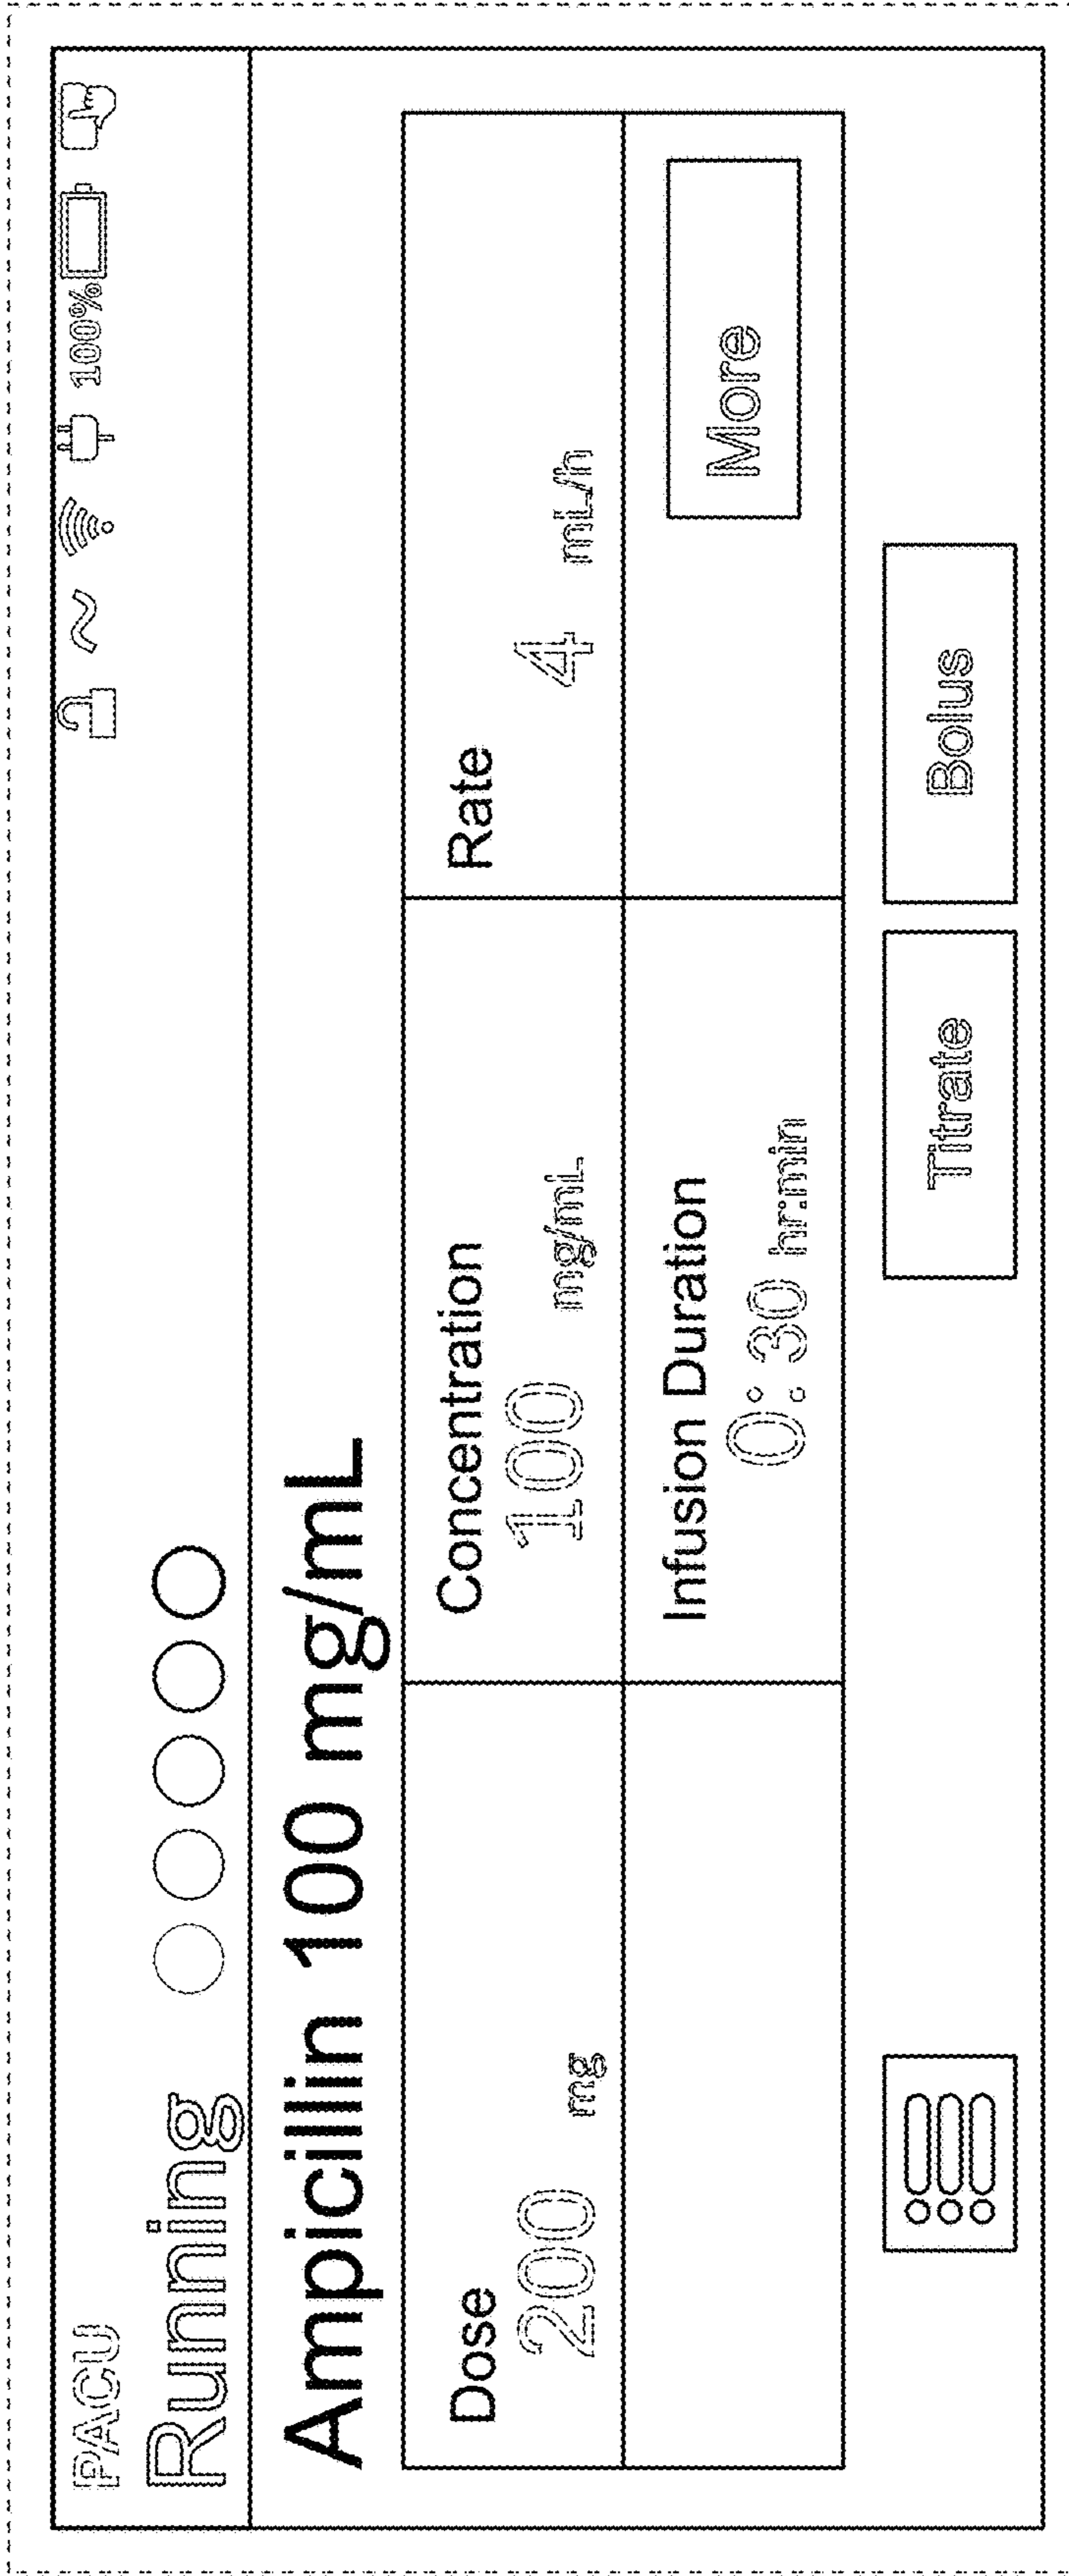 PACU 100%
Running
Ampicillin 100 mg/mL
Dose Concentration Rate
200 mg 100 mg/mL 4 mL/h
Infusion Duration
0: 30 hr:min More
Titrate Bolus